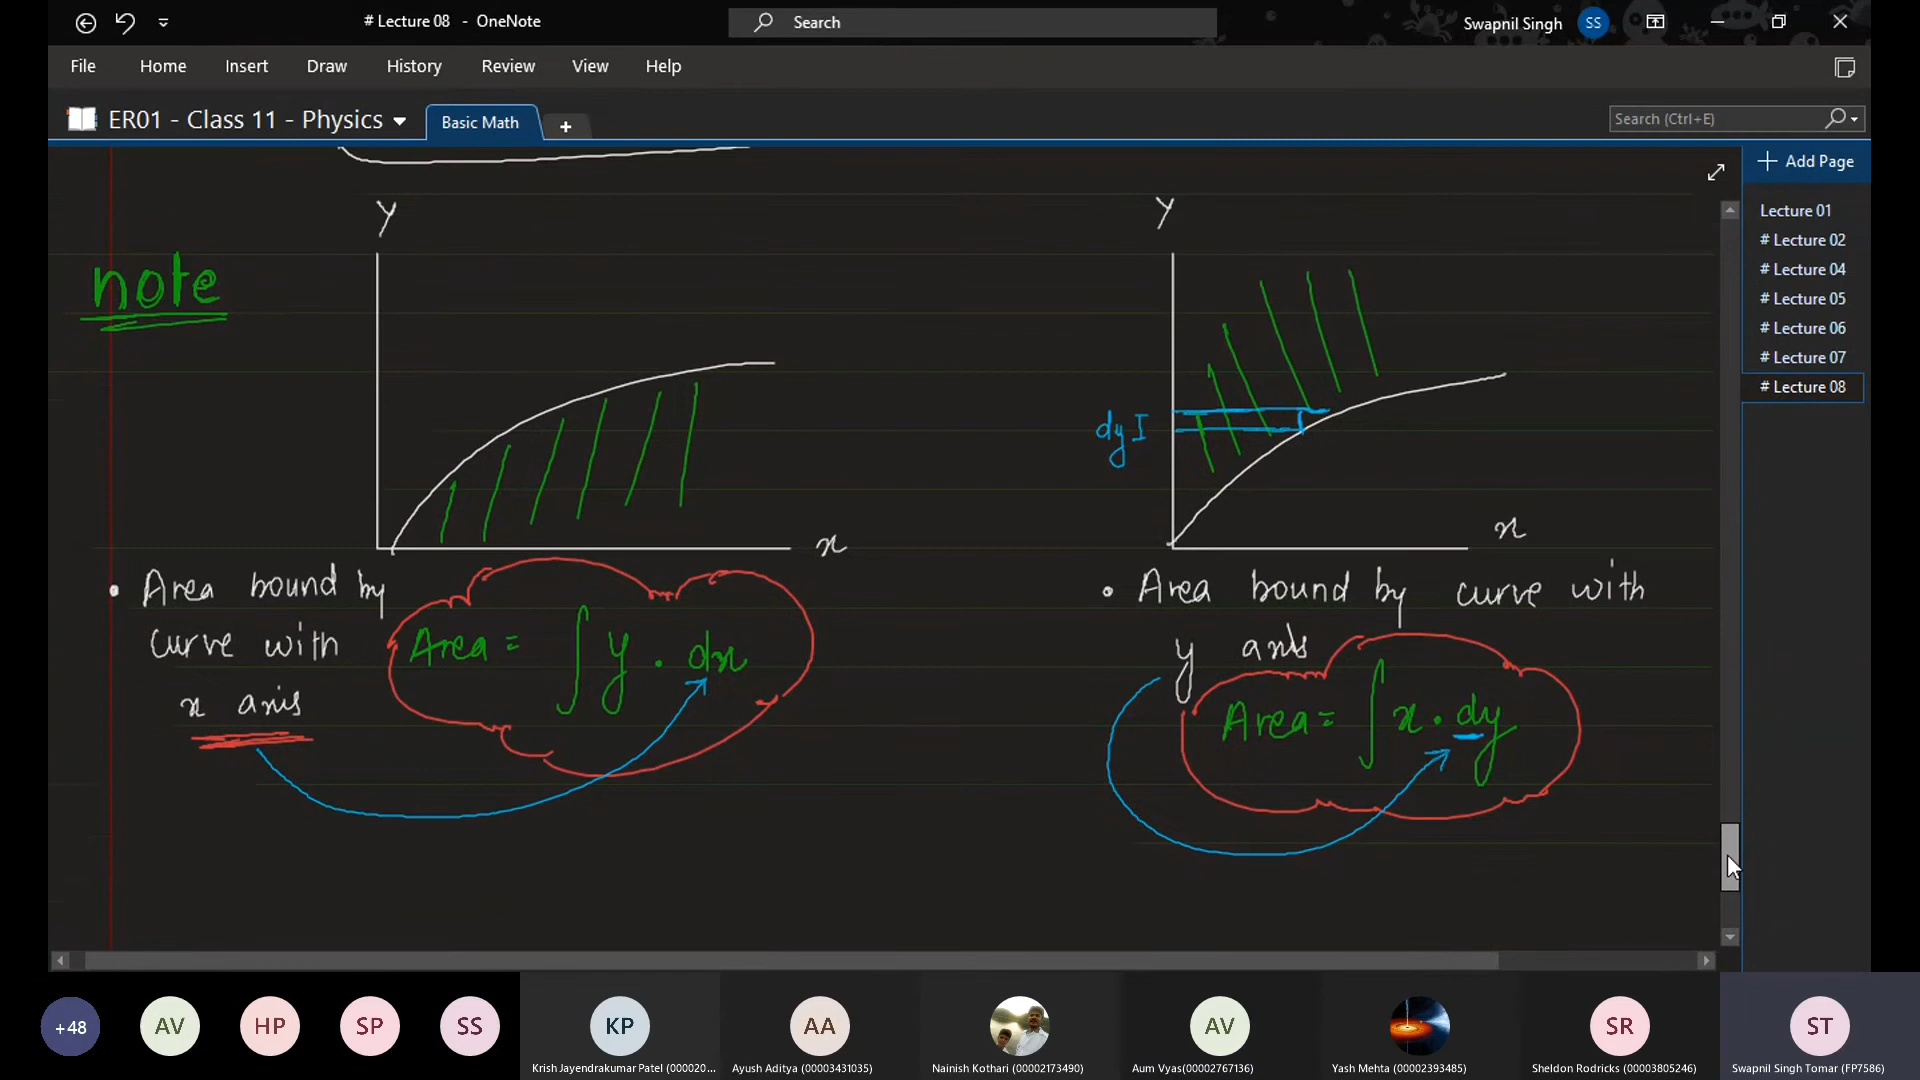 # Lecture 08 - OneNote
Search
Swapnil Singh
SS
File Home Insert Draw History Review View Help
ER01 - Class 11 - Physics
Basic Math
Search (Ctrl+E)
Add Page
Lecture 01
# Lecture 02
# Lecture 04
# Lecture 05
# Lecture 06
# Lecture 07
# Lecture 08
note
y
x
• Area bound by
curve with
x axis
Area = ∫ y . dx
y
dy
x
• Area bound by curve with
y axis
Area = ∫ x . dy
+48
AV
HP
SP
SS
KP
Krish Jayendrakumar Patel (000020...
AA
Ayush Aditya (00003431035)
Nainish Kothari (00002173490)
AV
Aum Vyas(00002767136)
Yash Mehta (00002393485)
SR
Sheldon Rodricks (00003805246)
ST
Swapnil Singh Tomar (FP7586)